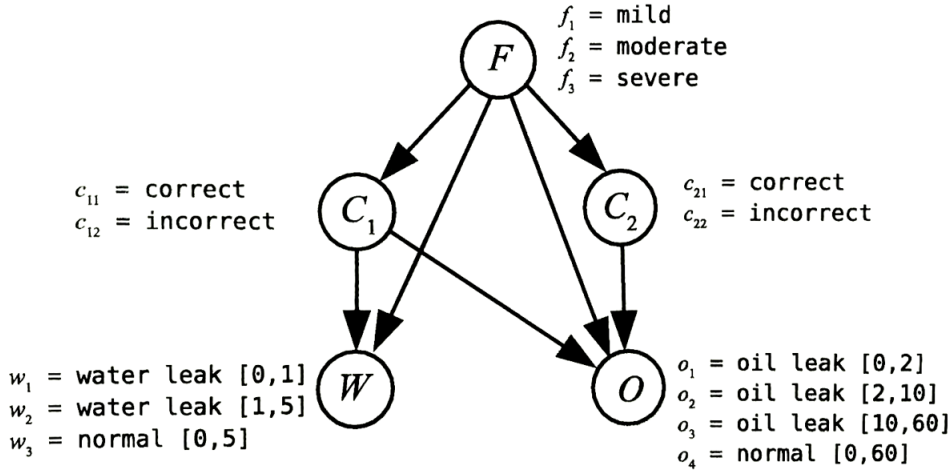 F
f₁ = mild
f₂ = moderate
f₃ = severe
c₁₁ = correct
c₁₂ = incorrect
C₁
C₂
c₂₁ = correct
c₂₂ = incorrect
w₁ = water leak [0,1]
w₂ = water leak [1,5]
w₃ = normal [0,5]
W
O
o₁ = oil leak [0,2]
o₂ = oil leak [2,10]
o₃ = oil leak [10,60]
o₄ = normal [0,60]